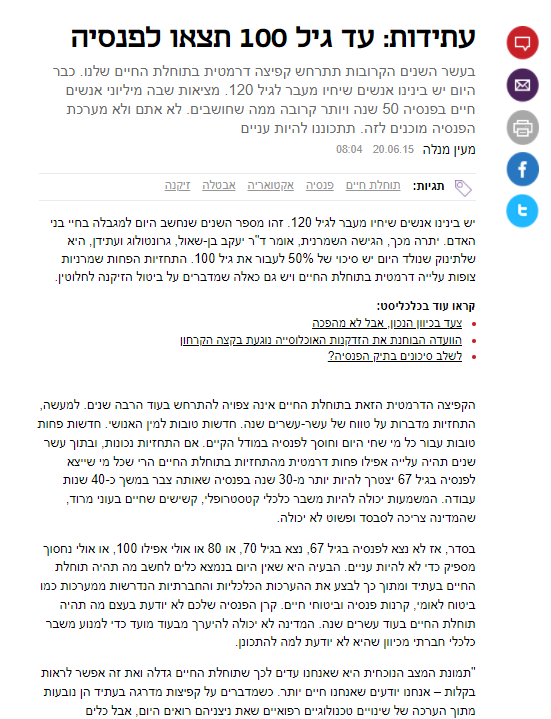 עתידות: עד גיל 100 תצאו לפנסיה
בעשר השנים הקרובות תתרחש קפיצה דרמטית בתוחלת החיים שלנו. כבר
היום יש בינינו אנשים שיחיו מעבר לגיל 120. מציאות שבה מיליוני אנשים
חיים בפנסיה 50 שנה ויותר קרובה ממה שחושבים. לא אתם ולא מערכת
הפנסיה מוכנים לזה. תתכוננו להיות עניים
מעין מנלה 20.06.15 08:04
תגיות: תוחלת חיים פנסיה אקטואריה אבטלה זיקנה
יש בינינו אנשים שיחיו מעבר לגיל 120. זהו מספר השנים שנחשב היום למגבלה בחיי בני
האדם. יתרה מכך, הגישה השמרנית, אומר ד"ר יעקב בן-שאול, גרונטולוג ועתידן, היא
שלתינוק שנולד היום יש סיכוי של 50% לעבור את גיל 100. התחזיות הפחות שמרניות
צופות עלייה דרמטית בתוחלת החיים ויש גם כאלה שמדברים על ביטול הזיקנה לחלוטין.
קראו עוד בכלכליסט:
צעד בכיוון הנכון, אבל לא מהפכה
הוועדה הבוחנת את הזדקנות האוכלוסייה נוגעת בקצה הקרחון
לשלב סיכונים בתיק הפנסיה?
הקפיצה הדרמטית הזאת בתוחלת החיים אינה צפויה להתרחש בעוד הרבה שנים. למעשה,
התחזיות מדברות על טווח של עשר-עשרים שנה. חדשות טובות למין האנושי. חדשות פחות
טובות עבור כל מי שחי היום וחוסך לפנסיה במודל הקיים. אם התחזיות נכונות, ובתוך עשר
שנים תהיה עלייה אפילו פחות דרמטית מהתחזיות בתוחלת החיים הרי שכל מי שייצא
לפנסיה בגיל 67 יצטרך להיות יותר מ-30 שנה בפנסיה שאותה צבר במשך כ-40 שנות
עבודה. המשמעות יכולה להיות משבר כלכלי קטסטרופלי, קשישים שחיים בעוני מרוד,
שהמדינה צריכה לסבסד ופשוט לא יכולה.
בסדר, אז לא נצא לפנסיה בגיל 67, נצא בגיל 70, או 80 או אולי אפילו 100, או אולי נחסוך
מספיק כדי לא להיות עניים. הבעיה היא שאין היום בנמצא כלים לחשב מה תהיה תוחלת
החיים בעתיד ומתוך כך לבצע את ההערכות הכלכליות והחברתיות הנדרשות ממערכות כמו
ביטוח לאומי, קרנות פנסיה וביטוחי חיים. קרן הפנסיה שלכם לא יודעת בעצם מה תהיה
תוחלת החיים בעוד עשרים שנה. המדינה לא יכולה להיערך מבעוד מועד כדי למנוע משבר
כלכלי חברתי מכיוון שהיא לא יודעת למה להתכונן.
"תמונת המצב הנוכחית היא שאנחנו עדים לכך שתוחלת החיים גדלה ואת זה אפשר לראות
בקלות – אנחנו יודעים שאנחנו חיים יותר. כשמדברים על קפיצות מדרגה בעתיד הן נובעות
מתוך הערכה של שינויים טכנולוגיים רפואיים שאת ניצניהם רואים היום, אבל כלים